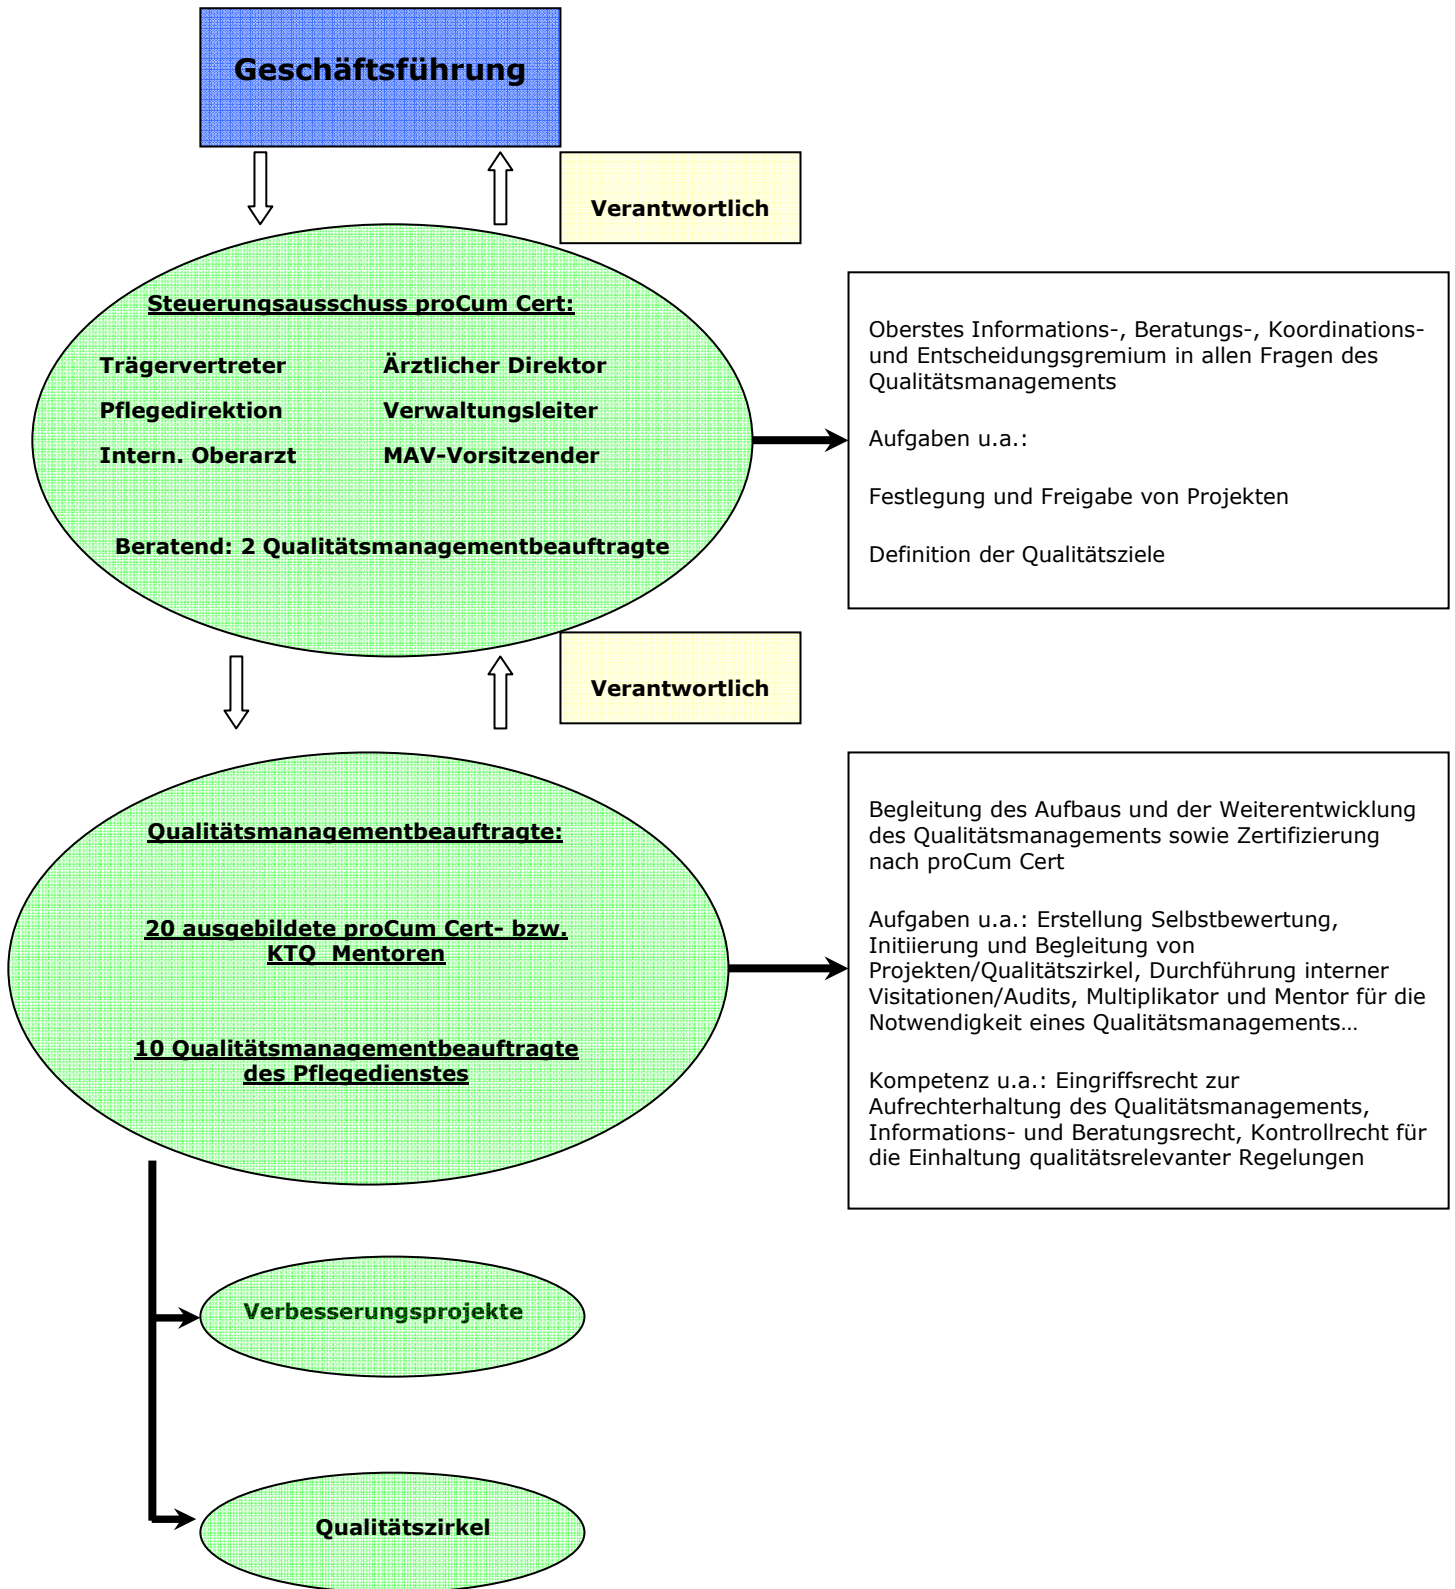 Geschäftsführung
Verantwortlich
Steuerungsausschuss proCum Cert:
Trägervertreter Ärztlicher Direktor
Pflegedirektion Verwaltungsleiter
Intern. Oberarzt MAV-Vorsitzender
Beratend: 2 Qualitätsmanagementbeauftragte
Oberstes Informations-, Beratungs-, Koordinations-
und Entscheidungsgremium in allen Fragen des
Qualitätsmanagements
Aufgaben u.a.:
Festlegung und Freigabe von Projekten
Definition der Qualitätsziele
Verantwortlich
Qualitätsmanagementbeauftragte:
20 ausgebildete proCum Cert- bzw.
KTQ Mentoren
10 Qualitätsmanagementbeauftragte
des Pflegedienstes
Begleitung des Aufbaus und der Weiterentwicklung
des Qualitätsmanagements sowie Zertifizierung
nach proCum Cert
Aufgaben u.a.: Erstellung Selbstbewertung,
Initiierung und Begleitung von
Projekten/Qualitätszirkel, Durchführung interner
Visitationen/Audits, Multiplikator und Mentor für die
Notwendigkeit eines Qualitätsmanagements…
Kompetenz u.a.: Eingriffsrecht zur
Aufrechterhaltung des Qualitätsmanagements,
Informations- und Beratungsrecht, Kontrollrecht für
die Einhaltung qualitätsrelevanter Regelungen
Verbesserungsprojekte
Qualitätszirkel